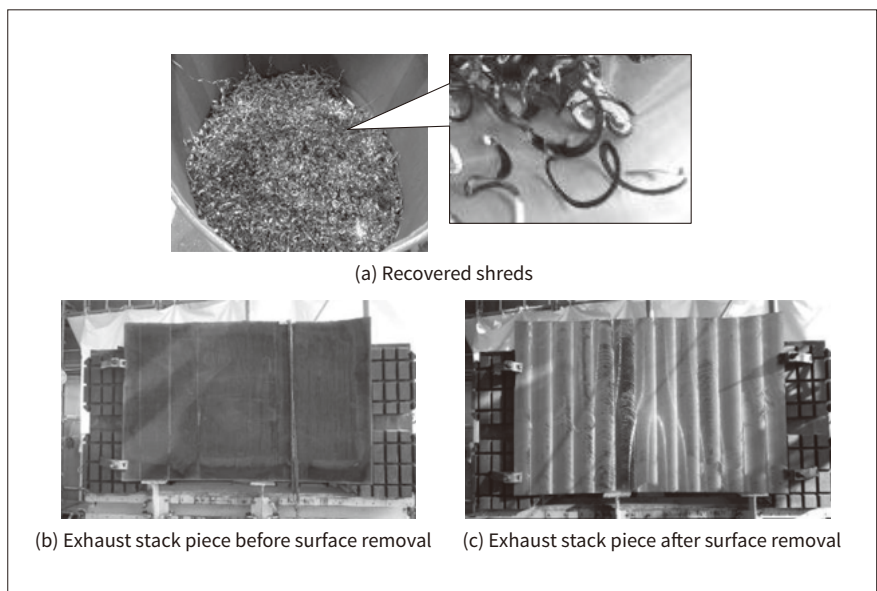 (a) Recovered shreds
(b) Exhaust stack piece before surface removal
(c) Exhaust stack piece after surface removal